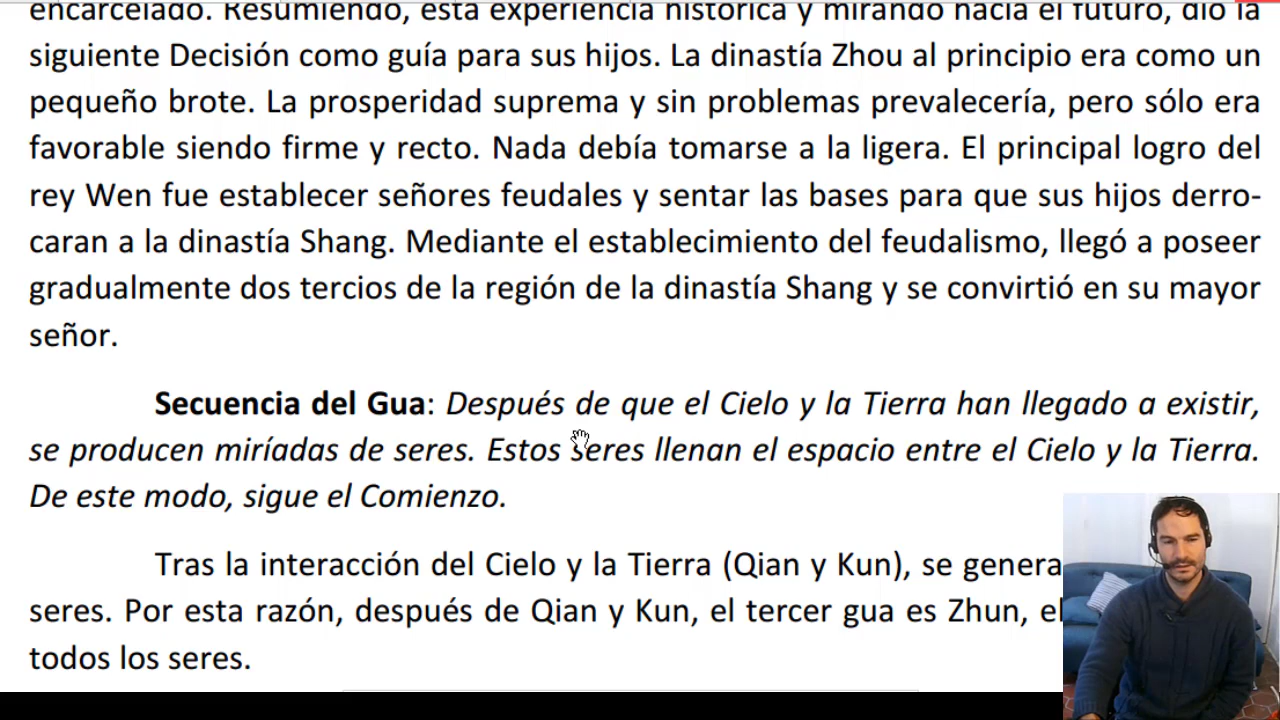 encarcelado. Resumiendo, esta experiencia histórica y mirando hacia el futuro, dio la
siguiente Decisión como guía para sus hijos. La dinastía Zhou al principio era como un
pequeño brote. La prosperidad suprema y sin problemas prevalecería, pero sólo era
favorable siendo firme y recto. Nada debía tomarse a la ligera. El principal logro del
rey Wen fue establecer señores feudales y sentar las bases para que sus hijos derro-
caran a la dinastía Shang. Mediante el establecimiento del feudalismo, llegó a poseer
gradualmente dos tercios de la región de la dinastía Shang y se convirtió en su mayor
señor.
Secuencia del Gua: Después de que el Cielo y la Tierra han llegado a existir,
se producen miríadas de seres. Estos seres llenan el espacio entre el Cielo y la Tierra.
De este modo, sigue el Comienzo.
Tras la interacción del Cielo y la Tierra (Qian y Kun), se genera
seres. Por esta razón, después de Qian y Kun, el tercer gua es Zhun,
todos los seres.